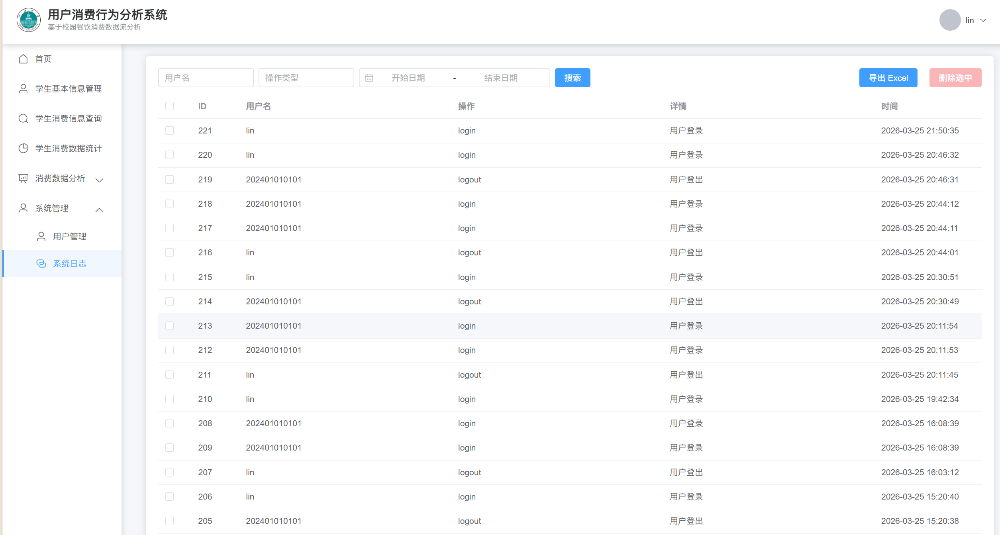 用户消费行为分析系统
基于校园餐饮消费数据流分析
lin
首页
学生基本信息管理
学生消费信息查询
学生消费数据统计
消费数据分析
系统管理
用户管理
系统日志
用户名 操作类型 开始日期 - 结束日期 搜索 导出 Excel 删除选中
ID 用户名 操作 详情 时间
221 lin login 用户登录 2026-03-25 21:50:35
220 lin login 用户登录 2026-03-25 20:46:32
219 202401010101 logout 用户登出 2026-03-25 20:46:31
218 202401010101 login 用户登录 2026-03-25 20:44:12
217 202401010101 login 用户登录 2026-03-25 20:44:11
216 lin logout 用户登出 2026-03-25 20:44:01
215 lin login 用户登录 2026-03-25 20:30:51
214 202401010101 logout 用户登出 2026-03-25 20:30:49
213 202401010101 login 用户登录 2026-03-25 20:11:54
212 202401010101 login 用户登录 2026-03-25 20:11:53
211 lin logout 用户登出 2026-03-25 20:11:45
210 lin login 用户登录 2026-03-25 19:42:34
208 202401010101 login 用户登录 2026-03-25 16:08:39
209 202401010101 login 用户登录 2026-03-25 16:08:39
207 lin logout 用户登出 2026-03-25 16:03:12
206 lin login 用户登录 2026-03-25 15:20:40
205 202401010101 logout 用户登出 2026-03-25 15:20:38